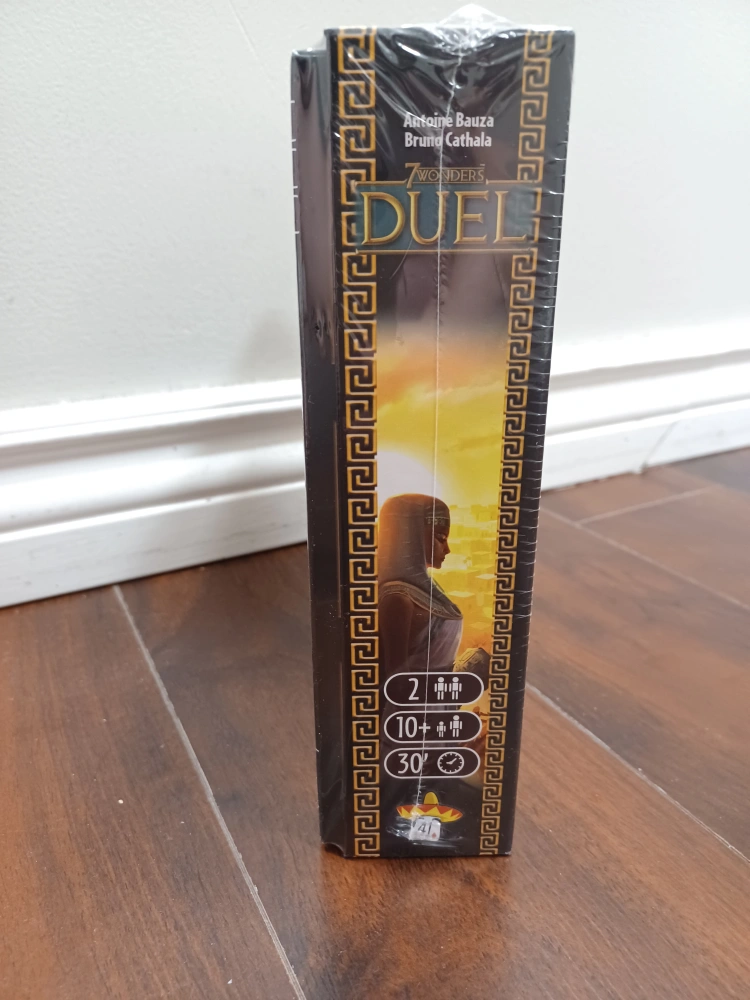 Antoine Bauza
Bruno Cathala
7 WONDERS
DUEL
2
10+
30'